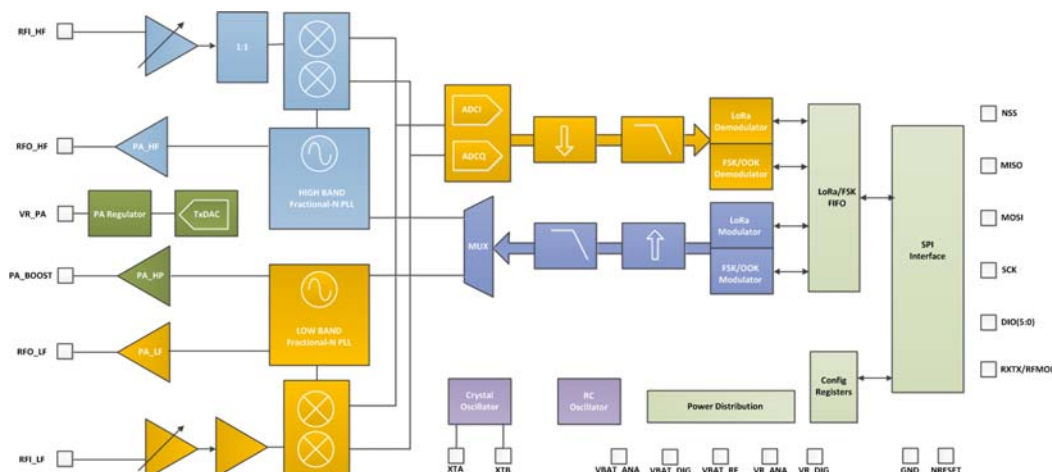 RFI_HF
1:1
RFO_HF
PA_HF
HIGH BAND
Fractional-N PLL
VR_PA
PA Regulator
TxDAC
PA_BOOST
PA_HP
LOW BAND
Fractional-N PLL
RFO_LF
PA_LF
RFI_LF
ADCI
ADCQ
MUX
LoRa
Demodulator
FSK/OOK
Demodulator
LoRa
Modulator
FSK/OOK
Modulator
LoRa/FSK
FIFO
SPI
Interface
Config
Registers
Crystal
Oscillator
RC
Oscillator
Power Distribution
NSS
MISO
MOSI
SCK
DIO(5:0)
RXTX/RFMOI
XTA
XTB
VBAT_ANA
VBAT_DIG
VBAT_RF
VR_ANA
VR_DIG
GND
NRESET